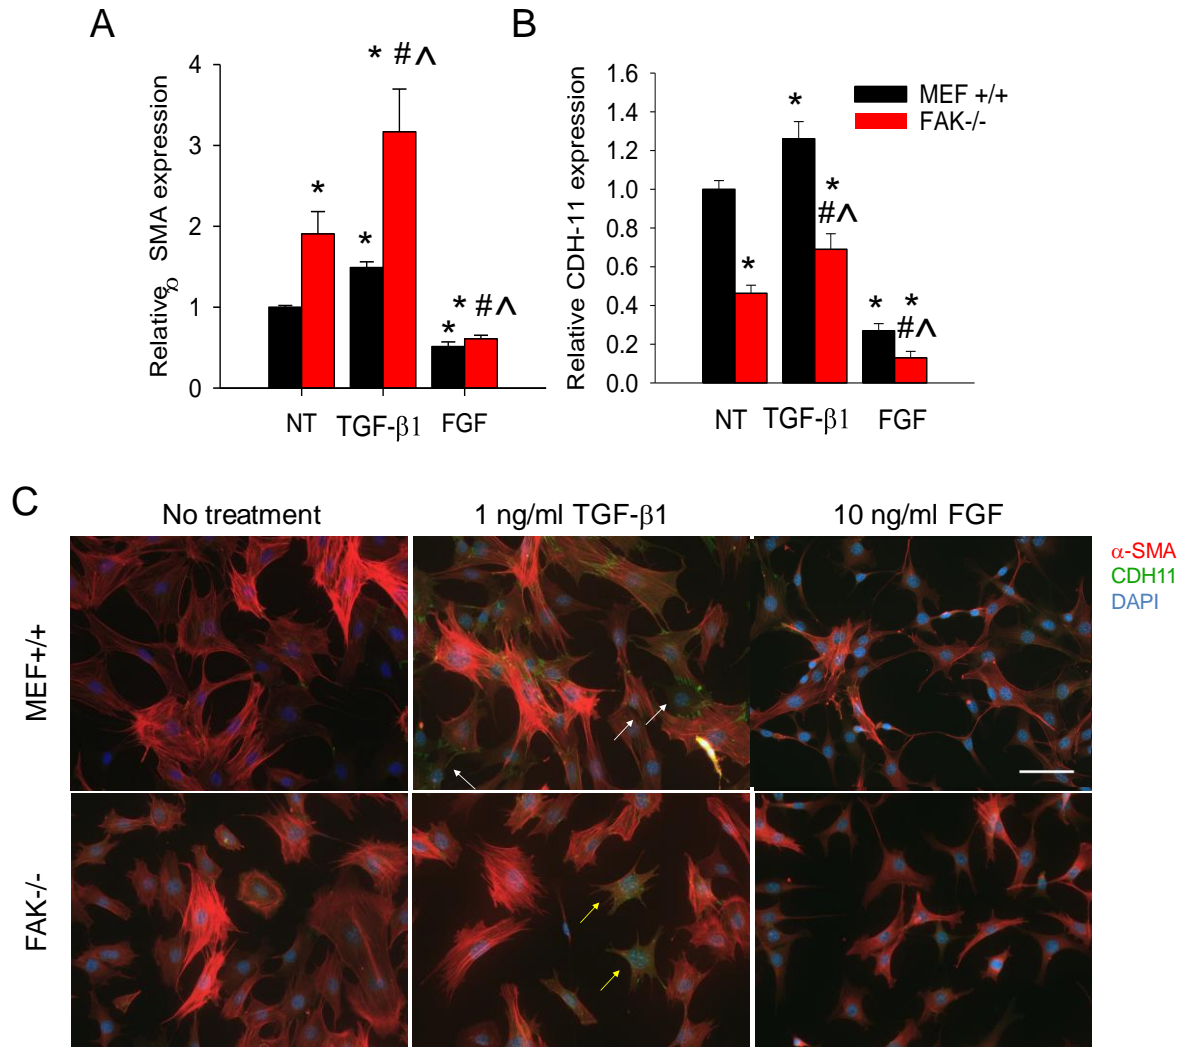 A
B
Relative α SMA expression
4
3
2
1
0
* # ^
*
*
* # ^
*
NT
TGF-β1
FGF
Relative CDH-11 expression
1.6
1.4
1.2
1.0
0.8
0.6
0.4
0.2
0.0
MEF +/+
FAK-/-
*
*
#^
*
*
*
#^
NT
TGF-β1
FGF
C
No treatment
1 ng/ml TGF-β1
10 ng/ml FGF
α-SMA
CDH11
DAPI
MEF+/+
FAK-/-